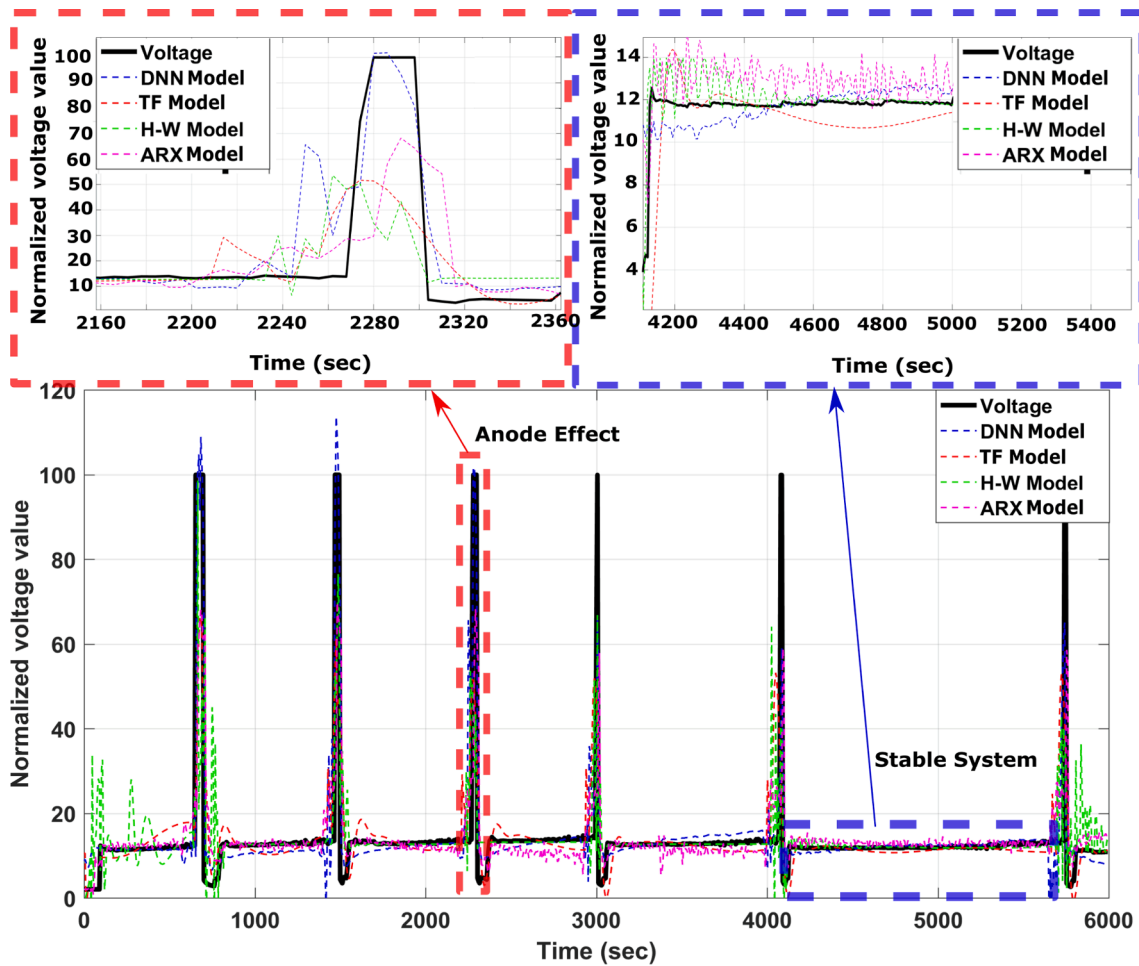 Normalized voltage value
100
90
80
70
60
50
40
30
20
10
Voltage
DNN Model
TF Model
H-W Model
ARX Model
2160
2200
2240
2280
2320
2360
Time (sec)
Normalized voltage value
14
12
10
8
6
4
Voltage
DNN Model
TF Model
H-W Model
ARX Model
4200
4400
4600
4800
5000
5200
5400
Time (sec)
Normalized voltage value
120
100
80
60
40
20
0
Anode Effect
Voltage
DNN Model
TF Model
H-W Model
ARX Model
Stable System
0
1000
2000
3000
4000
5000
6000
Time (sec)